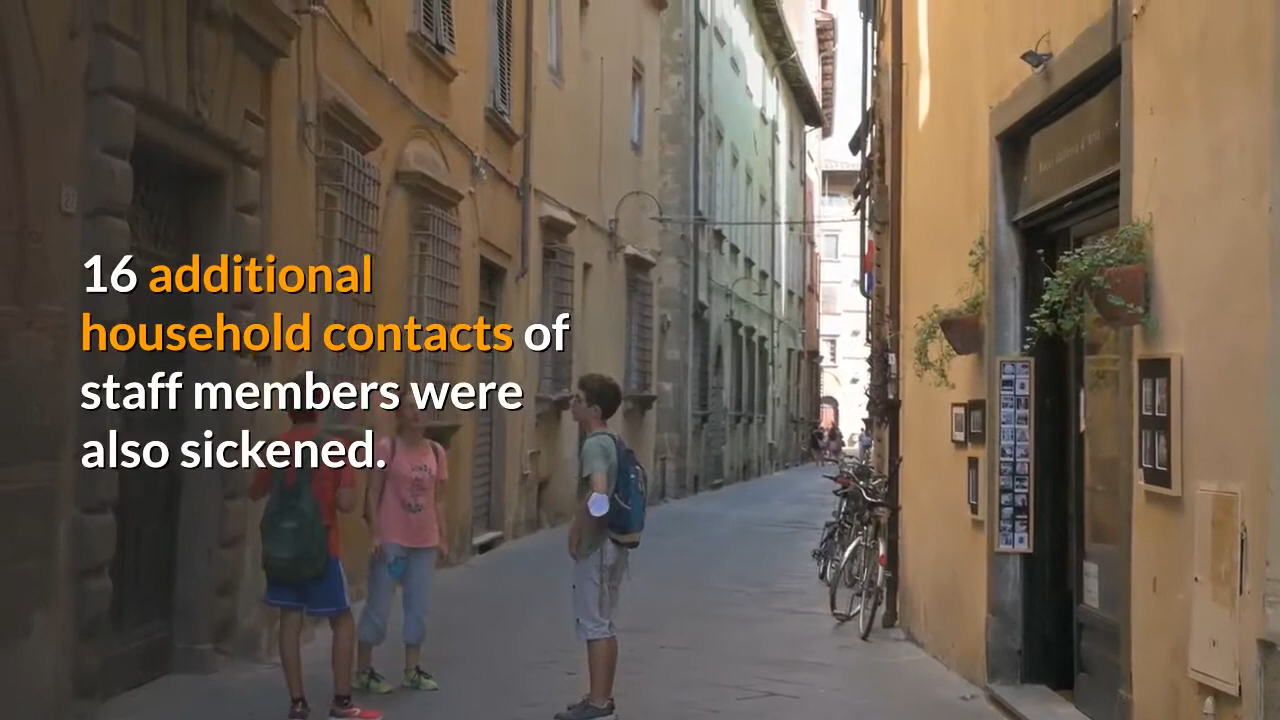 16 additional
household contacts of
staff members were
also sickened.